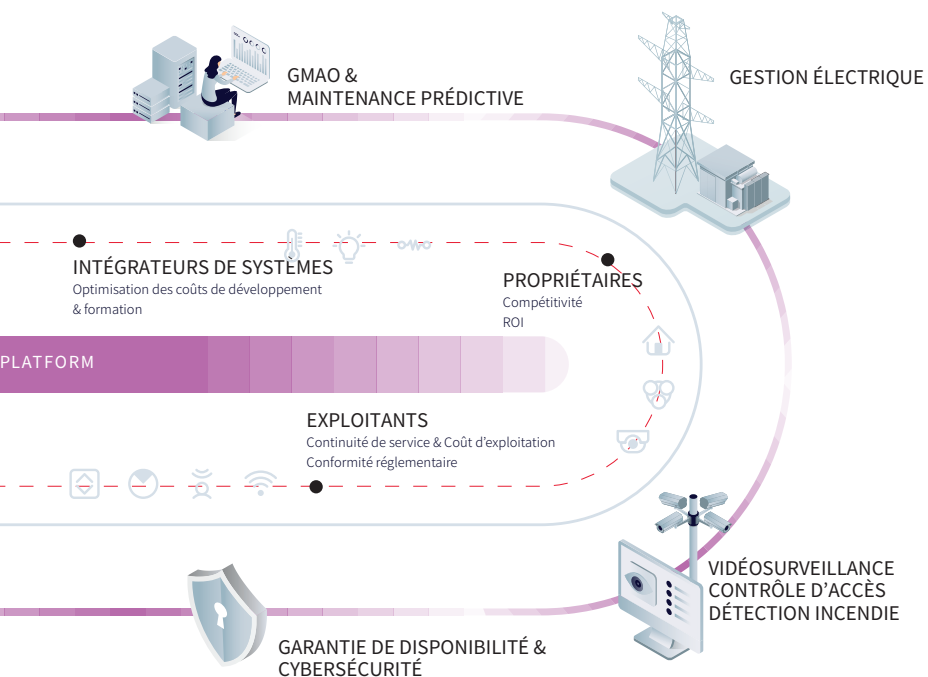 GMAO &
MAINTENANCE PRÉDICTIVE
GESTION ÉLECTRIQUE
INTÉGRATEURS DE SYSTÈMES
Optimisation des coûts de développement
& formation
PROPRIÉTAIRES
Compétitivité
ROI
PLATFORM
EXPLOITANTS
Continuité de service & Coût d’exploitation
Conformité réglementaire
VIDÉOSURVEILLANCE
CONTRÔLE D’ACCÈS
DÉTECTION INCENDIE
GARANTIE DE DISPONIBILITÉ &
CYBERSÉCURITÉ